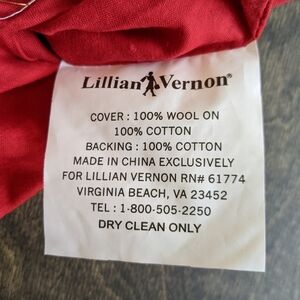 Lillian Vernon®
COVER : 100% WOOL ON
100% COTTON
BACKING : 100% COTTON
MADE IN CHINA EXCLUSIVELY
FOR LILLIAN VERNON RN# 61774
VIRGINIA BEACH, VA 23452
TEL : 1-800-505-2250
DRY CLEAN ONLY